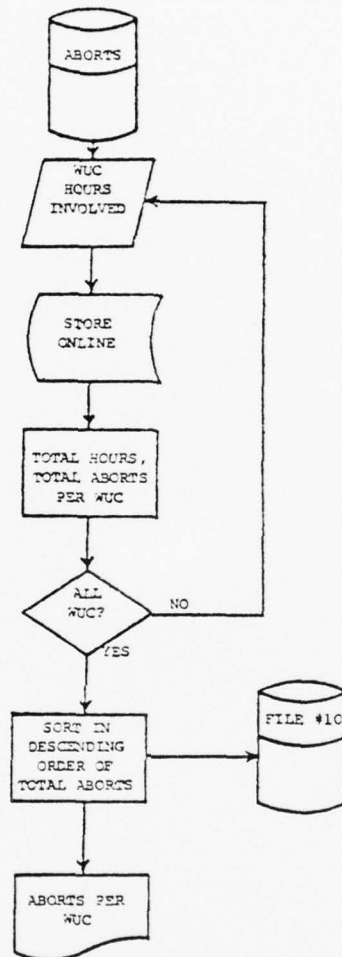 ABORTS
WUC
HOURS
INVOLVED
STORE
ONLINE
TOTAL HOURS,
TOTAL ABORTS
PER WUC
ALL
WUC?
NO
YES
SORT IN
DESCENDING
ORDER OF
TOTAL ABORTS
FILE #10
ABORTS PER
WUC